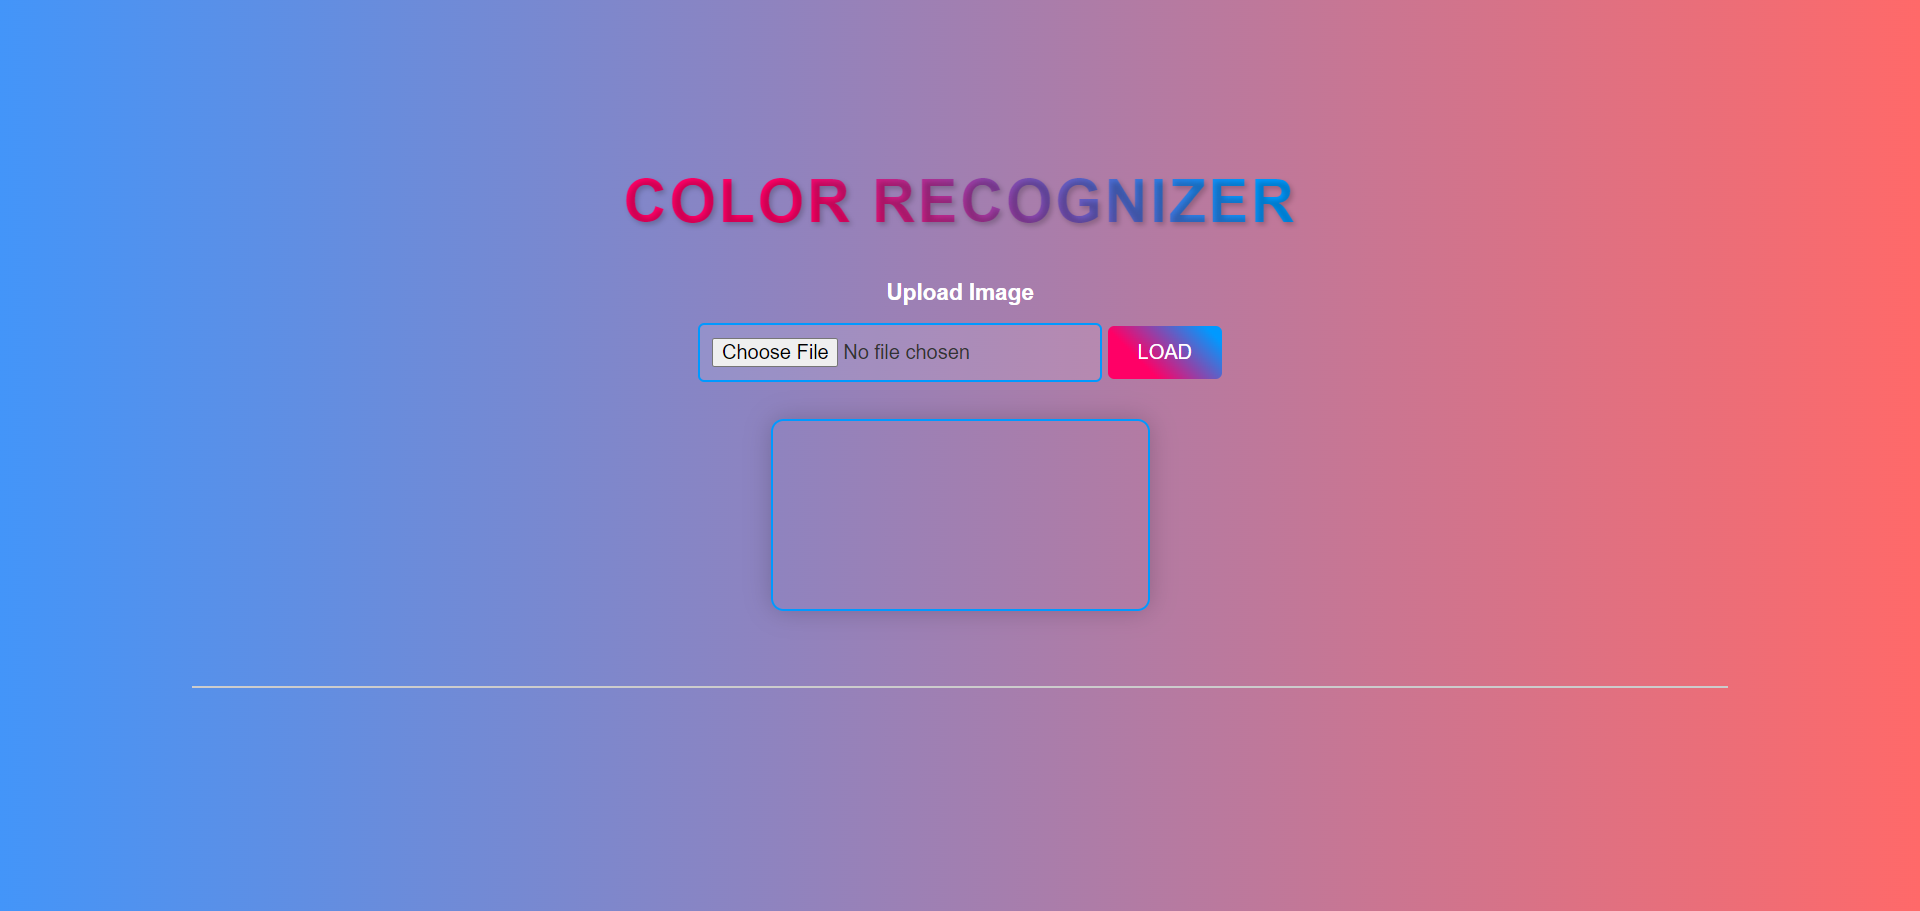 COLOR RECOGNIZER
Upload Image
Choose File No file chosen LOAD